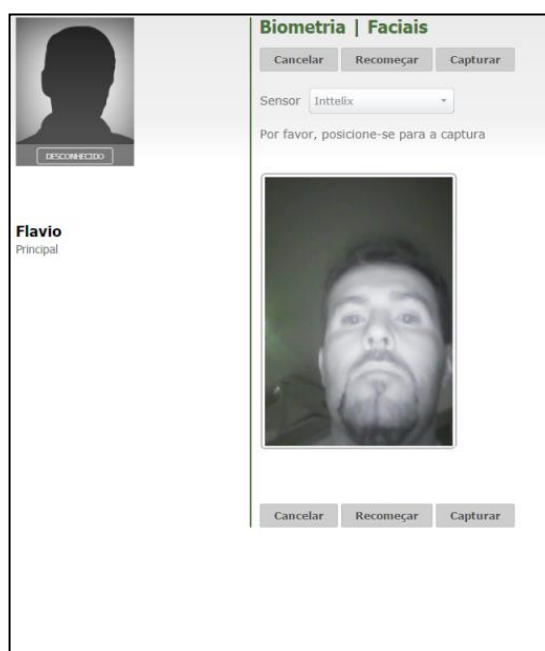 DESCONHECIDO
Flavio
Principal
Biometria | Faciais
Cancelar Recomeçar Capturar
Sensor Inttelix
Por favor, posicione-se para a captura
Cancelar Recomeçar Capturar